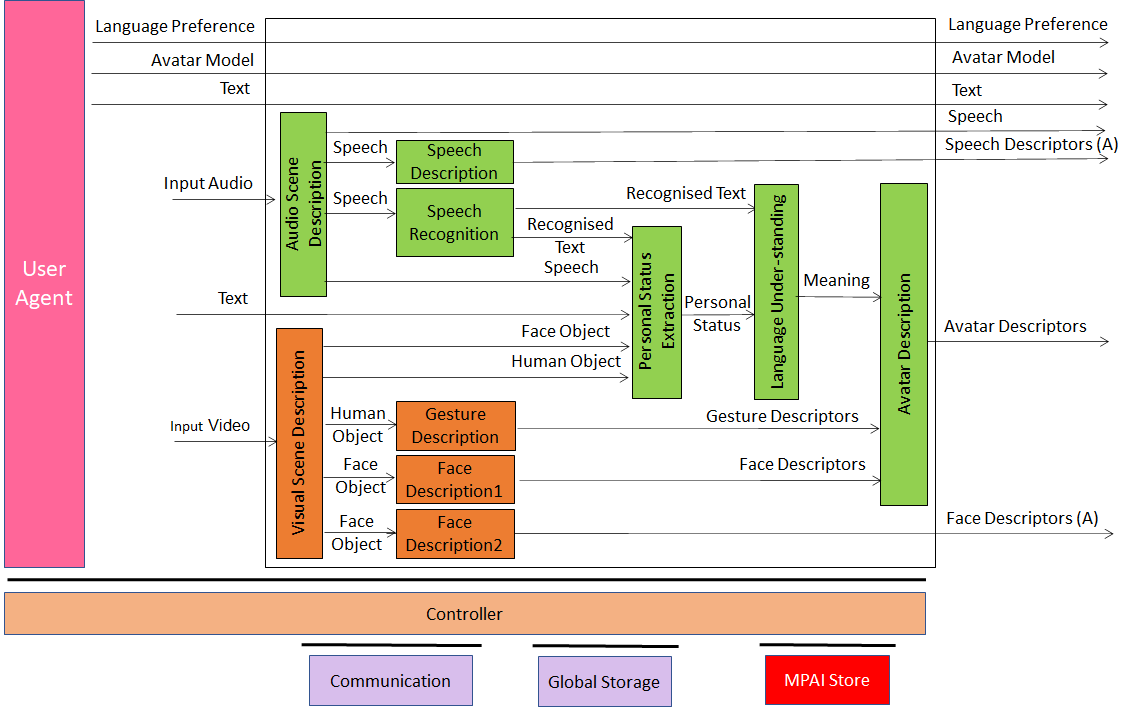 Language Preference
Language Preference
Avatar Model
Avatar Model
Text
Text
Speech
Speech
Speech
Description
Speech Descriptors (A)
Input Audio
Audio Scene
Description
Speech
Speech
Recognition
Recognised Text
Recognised
Text
Speech
User
Agent
Text
Personal Status
Extraction
Personal
Status
Language Under-standing
Meaning
Avatar Description
Avatar Descriptors
Face Object
Human Object
Input Video
Visual Scene Description
Human
Object
Gesture
Description
Gesture Descriptors
Face
Object
Face
Description1
Face Descriptors
Face
Object
Face
Description2
Face Descriptors (A)
Controller
Communication
Global Storage
MPAI Store